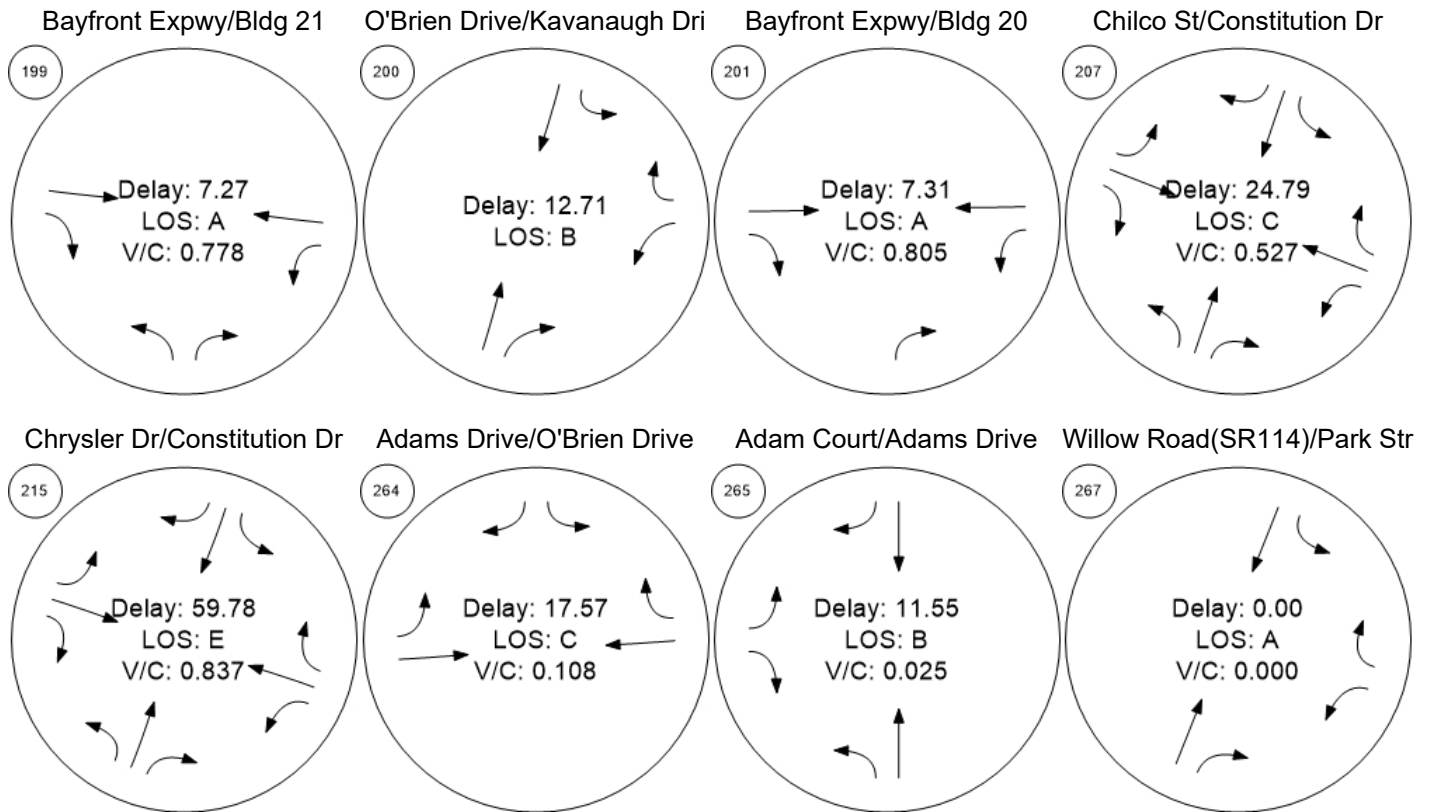 Bayfront Expwy/Bldg 21
199
Delay: 7.27
LOS: A
V/C: 0.778
O'Brien Drive/Kavanaugh Dri
200
Delay: 12.71
LOS: B
Bayfront Expwy/Bldg 20
201
Delay: 7.31
LOS: A
V/C: 0.805
Chilco St/Constitution Dr
207
Delay: 24.79
LOS: C
V/C: 0.527
Chrysler Dr/Constitution Dr
215
Delay: 59.78
LOS: E
V/C: 0.837
Adams Drive/O'Brien Drive
264
Delay: 17.57
LOS: C
V/C: 0.108
Adam Court/Adams Drive
265
Delay: 11.55
LOS: B
V/C: 0.025
Willow Road(SR114)/Park Str
267
Delay: 0.00
LOS: A
V/C: 0.000